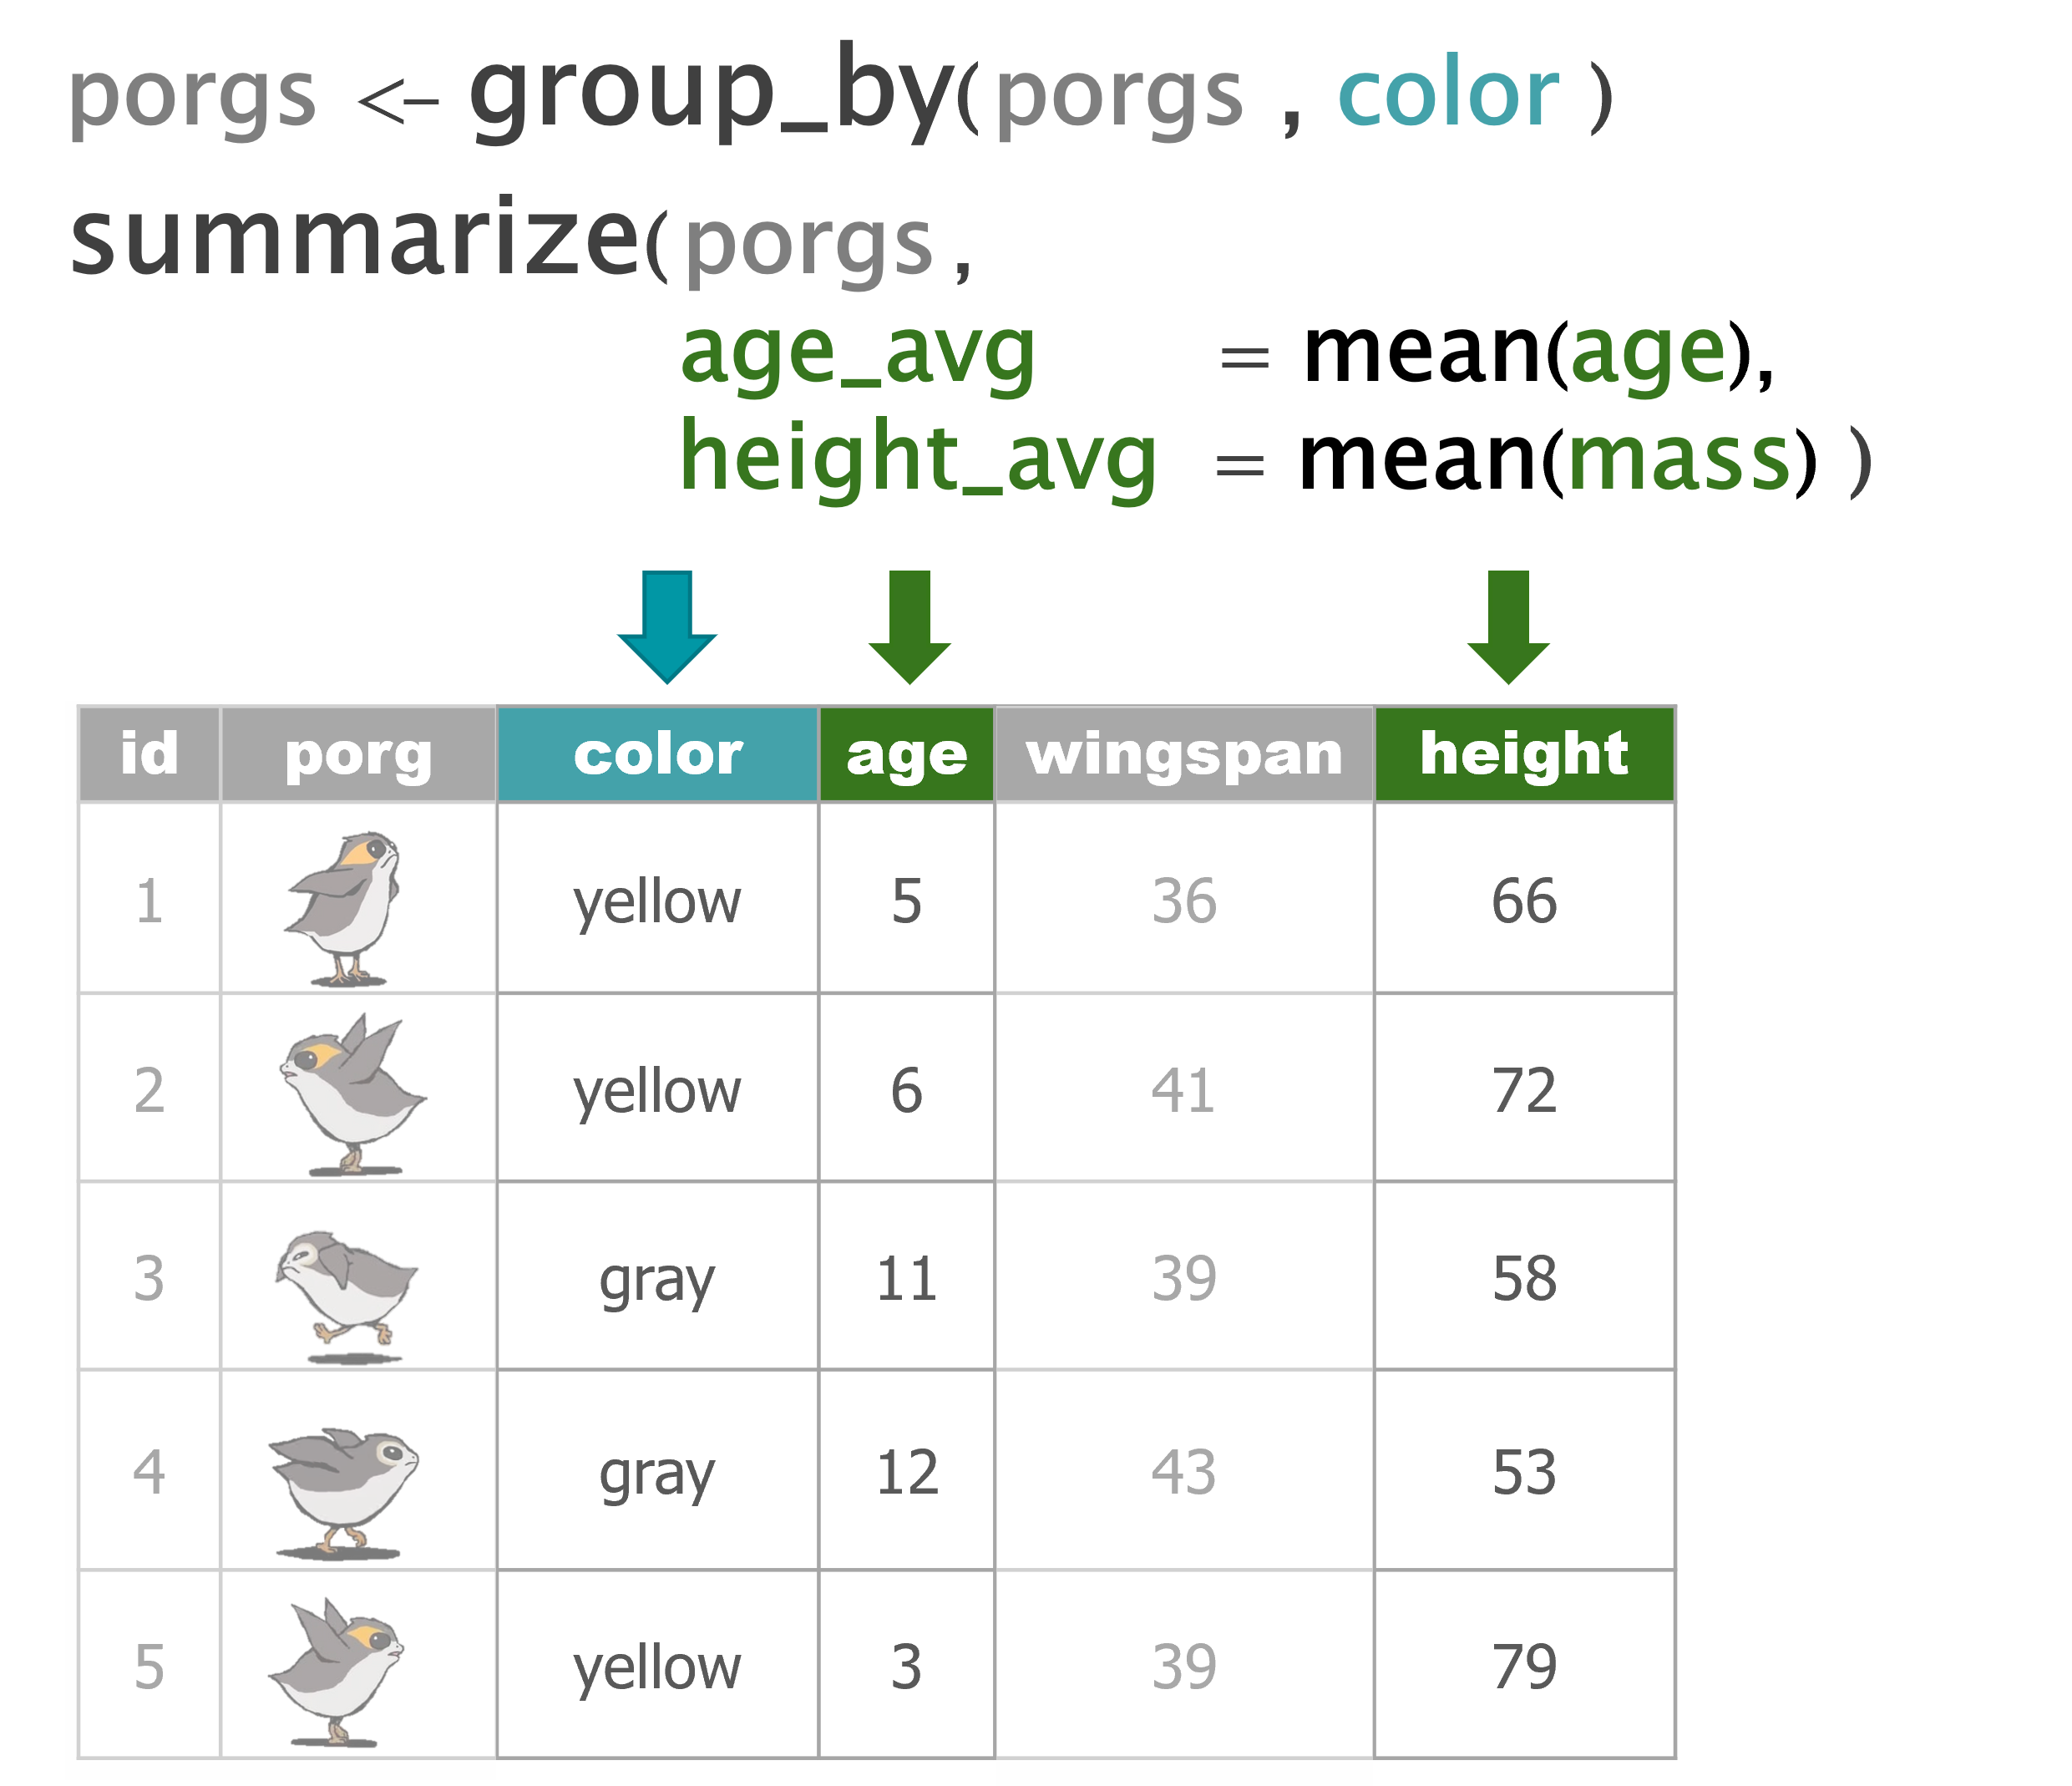 porgs <- group_by(porgs , color )
summarize(porgs ,
age_avg = mean(age),
height_avg = mean(mass) )
id porg color age wingspan height
1 yellow 5 36 66
2 yellow 6 41 72
3 gray 11 39 58
4 gray 12 43 53
5 yellow 3 39 79